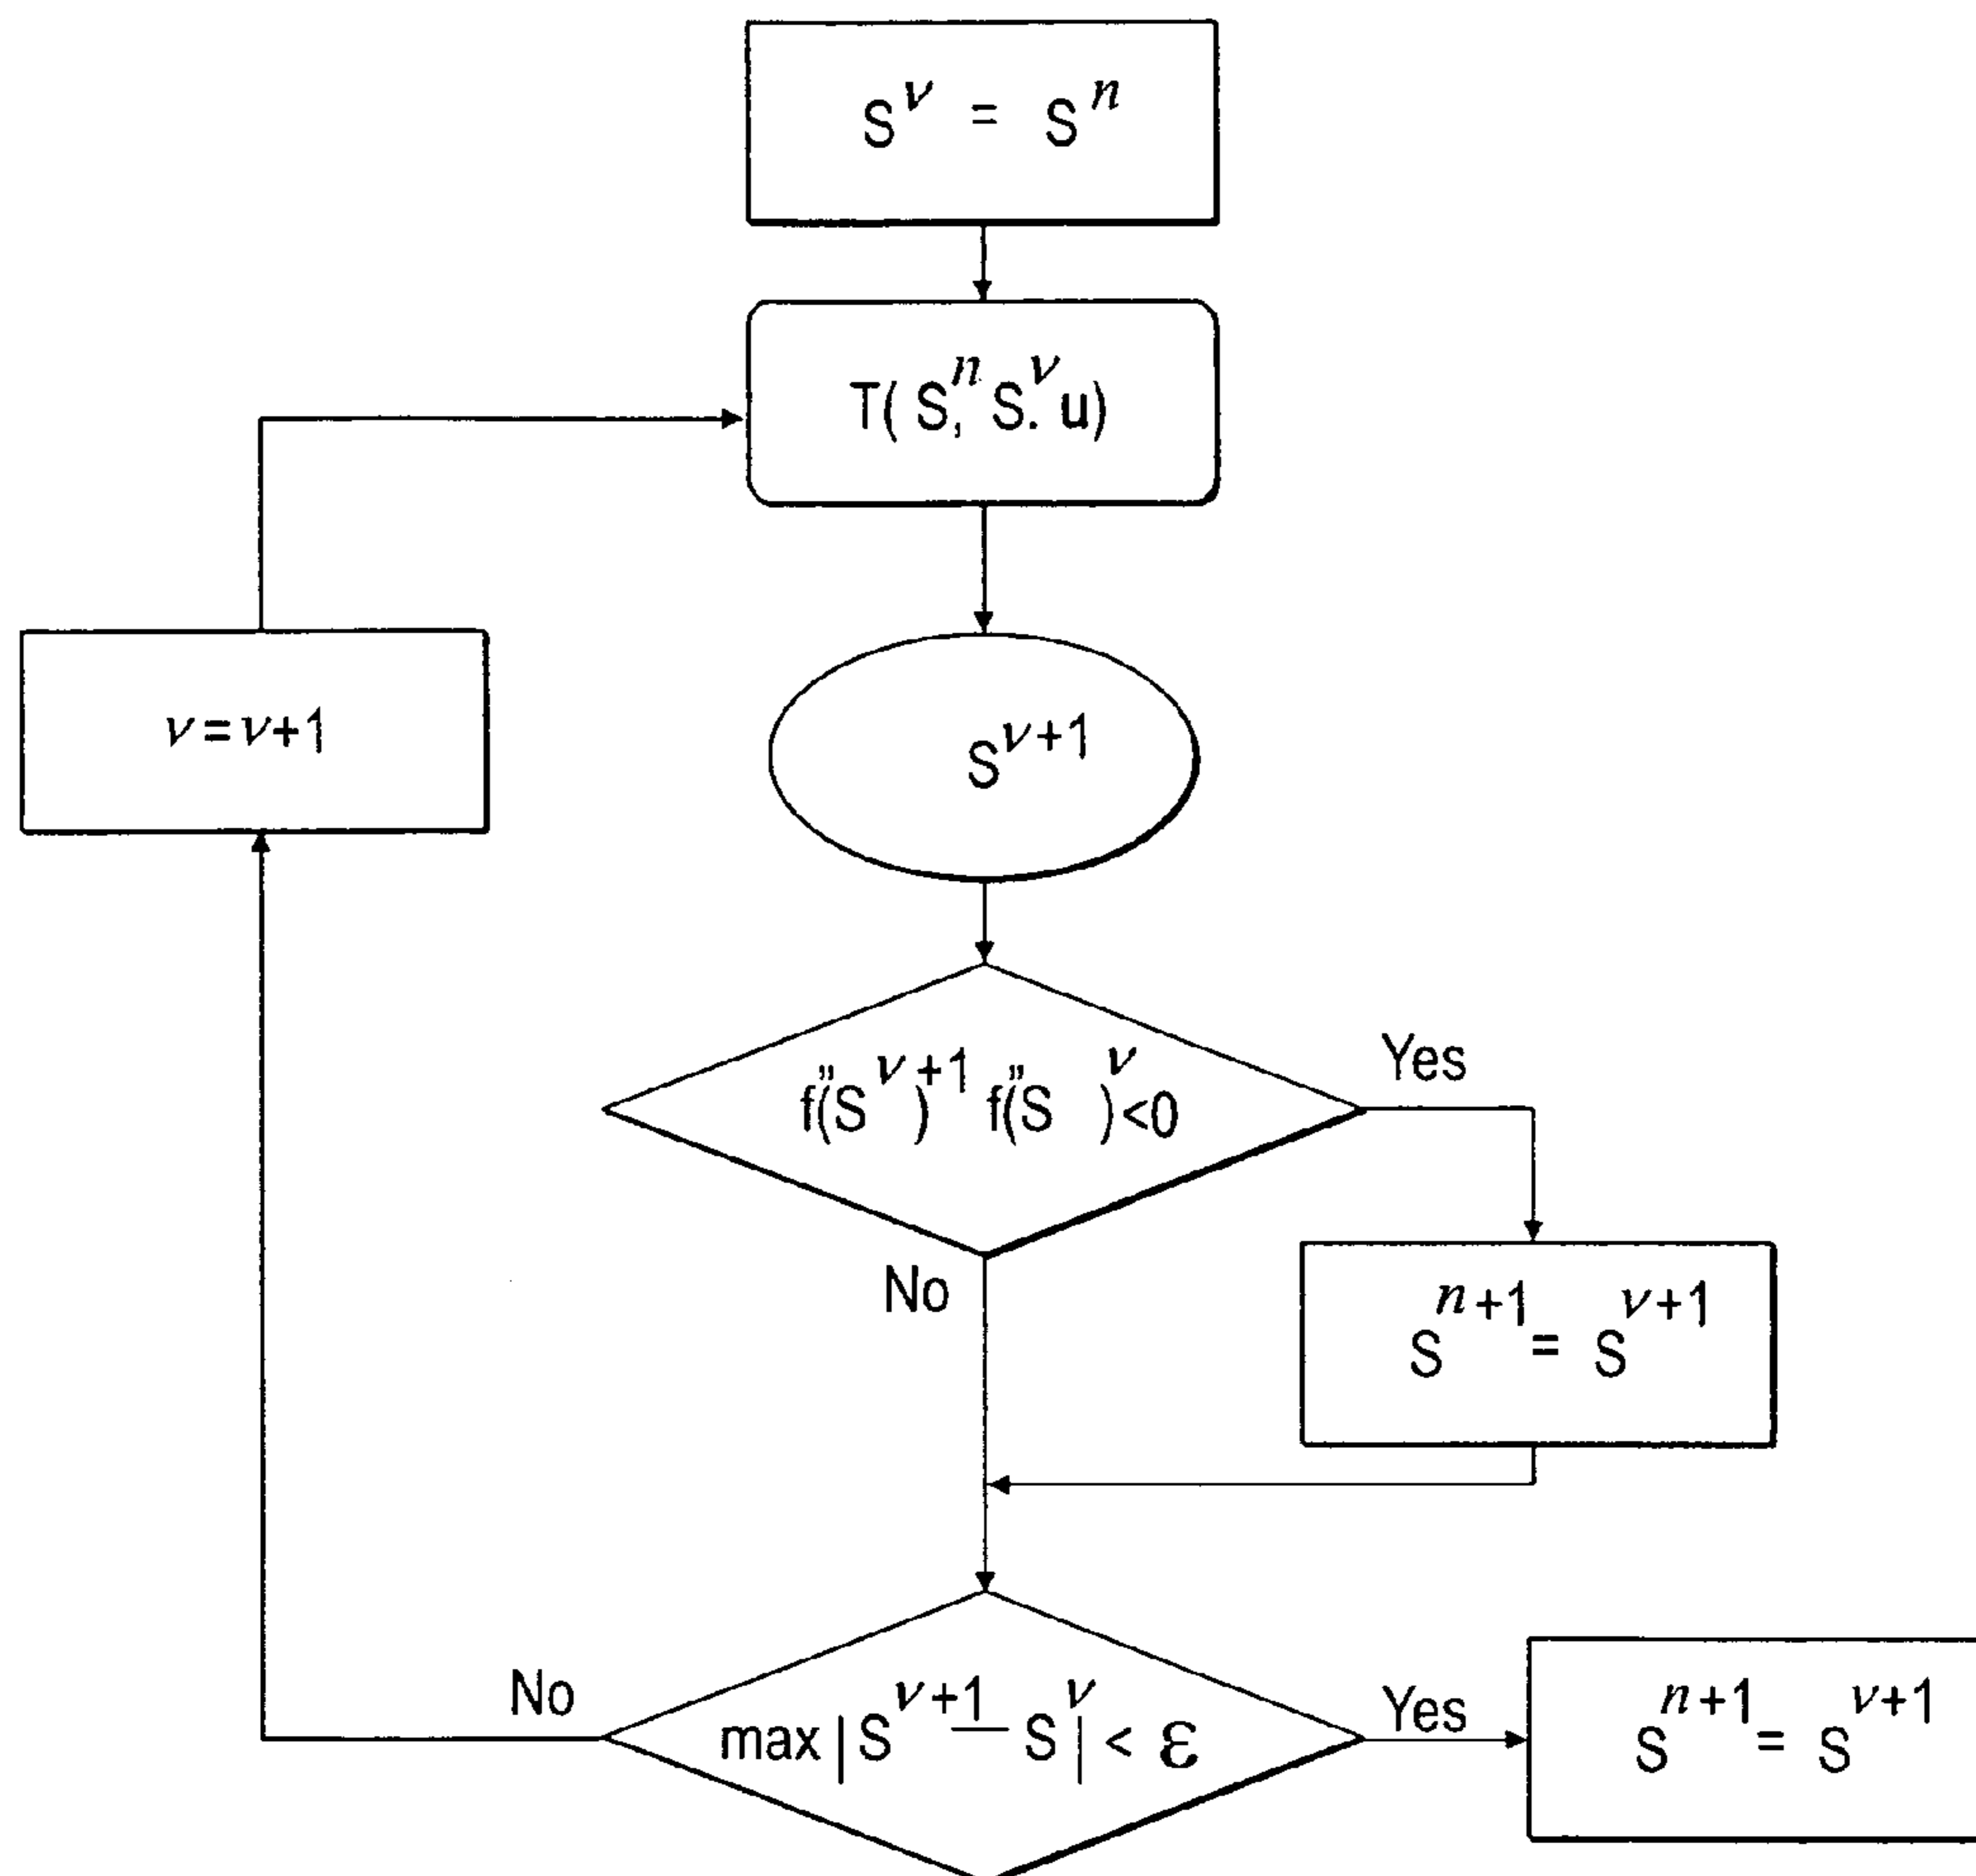 S^ν = S^n
T( S^n, S^ν. u)
ν=ν+1
S^ν+1
f"(S^ν+1) f"(S^ν)<0
Yes
No
S^n+1 = S^ν+1
No
max|S^ν+1 — S^ν| < ε
Yes
S^n+1 = S^ν+1